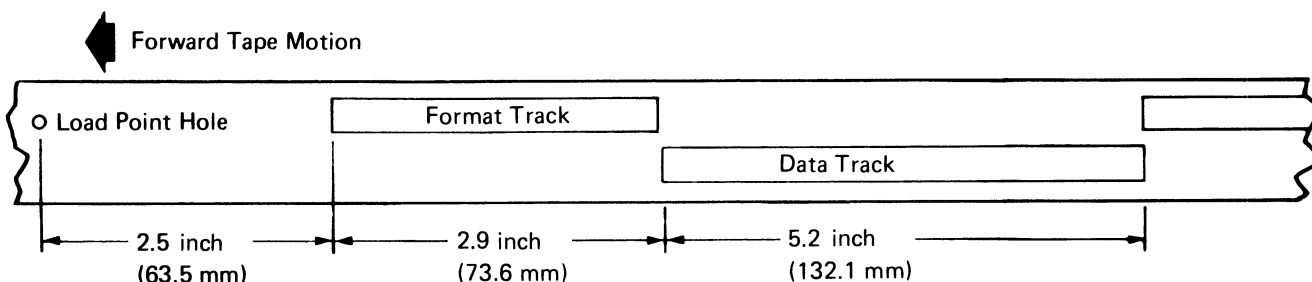 Forward Tape Motion
Load Point Hole
Format Track
Data Track
2.5 inch
(63.5 mm)
2.9 inch
(73.6 mm)
5.2 inch
(132.1 mm)